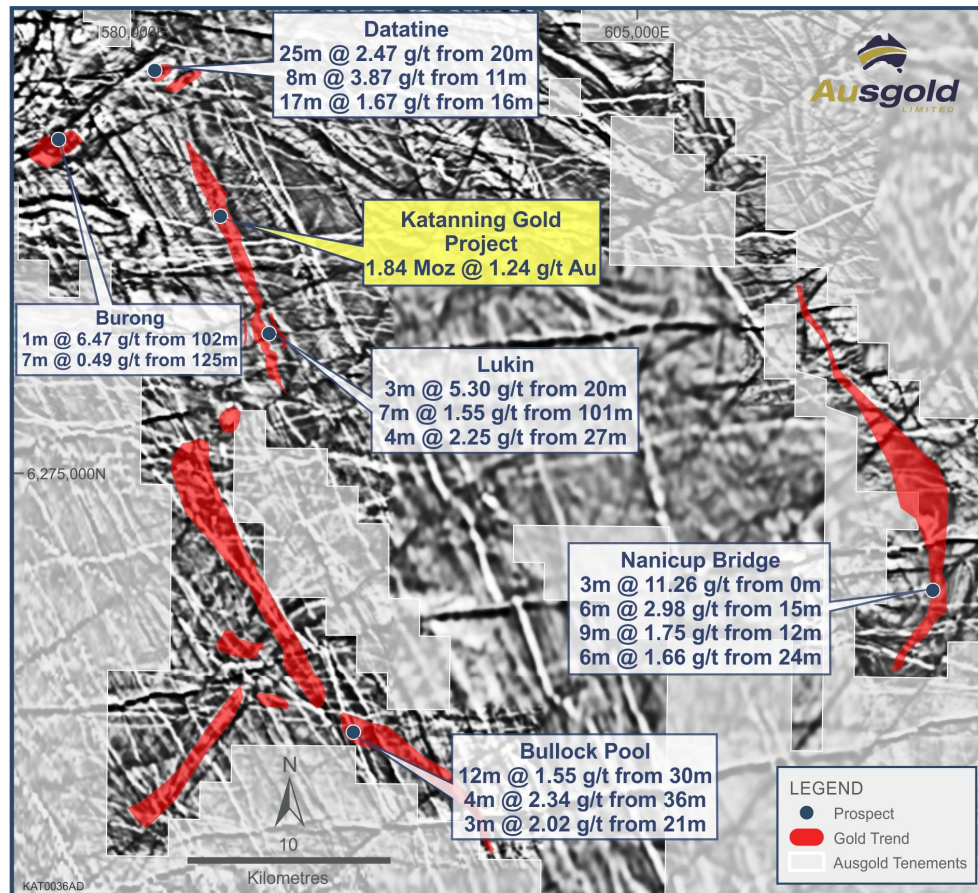 580,000E
605,000E
Datatine
25m @ 2.47 g/t from 20m
8m @ 3.87 g/t from 11m
17m @ 1.67 g/t from 16m
Ausgold
LIMITED
Katanning Gold
Project
1.84 Moz @ 1.24 g/t Au
Burong
1m @ 6.47 g/t from 102m
7m @ 0.49 g/t from 125m
Lukin
3m @ 5.30 g/t from 20m
7m @ 1.55 g/t from 101m
4m @ 2.25 g/t from 27m
6,275,000N
Nanicup Bridge
3m @ 11.26 g/t from 0m
6m @ 2.98 g/t from 15m
9m @ 1.75 g/t from 12m
6m @ 1.66 g/t from 24m
Bullock Pool
12m @ 1.55 g/t from 30m
4m @ 2.34 g/t from 36m
3m @ 2.02 g/t from 21m
N
10
Kilometres
LEGEND
Prospect
Gold Trend
Ausgold Tenements
KAT0036AD